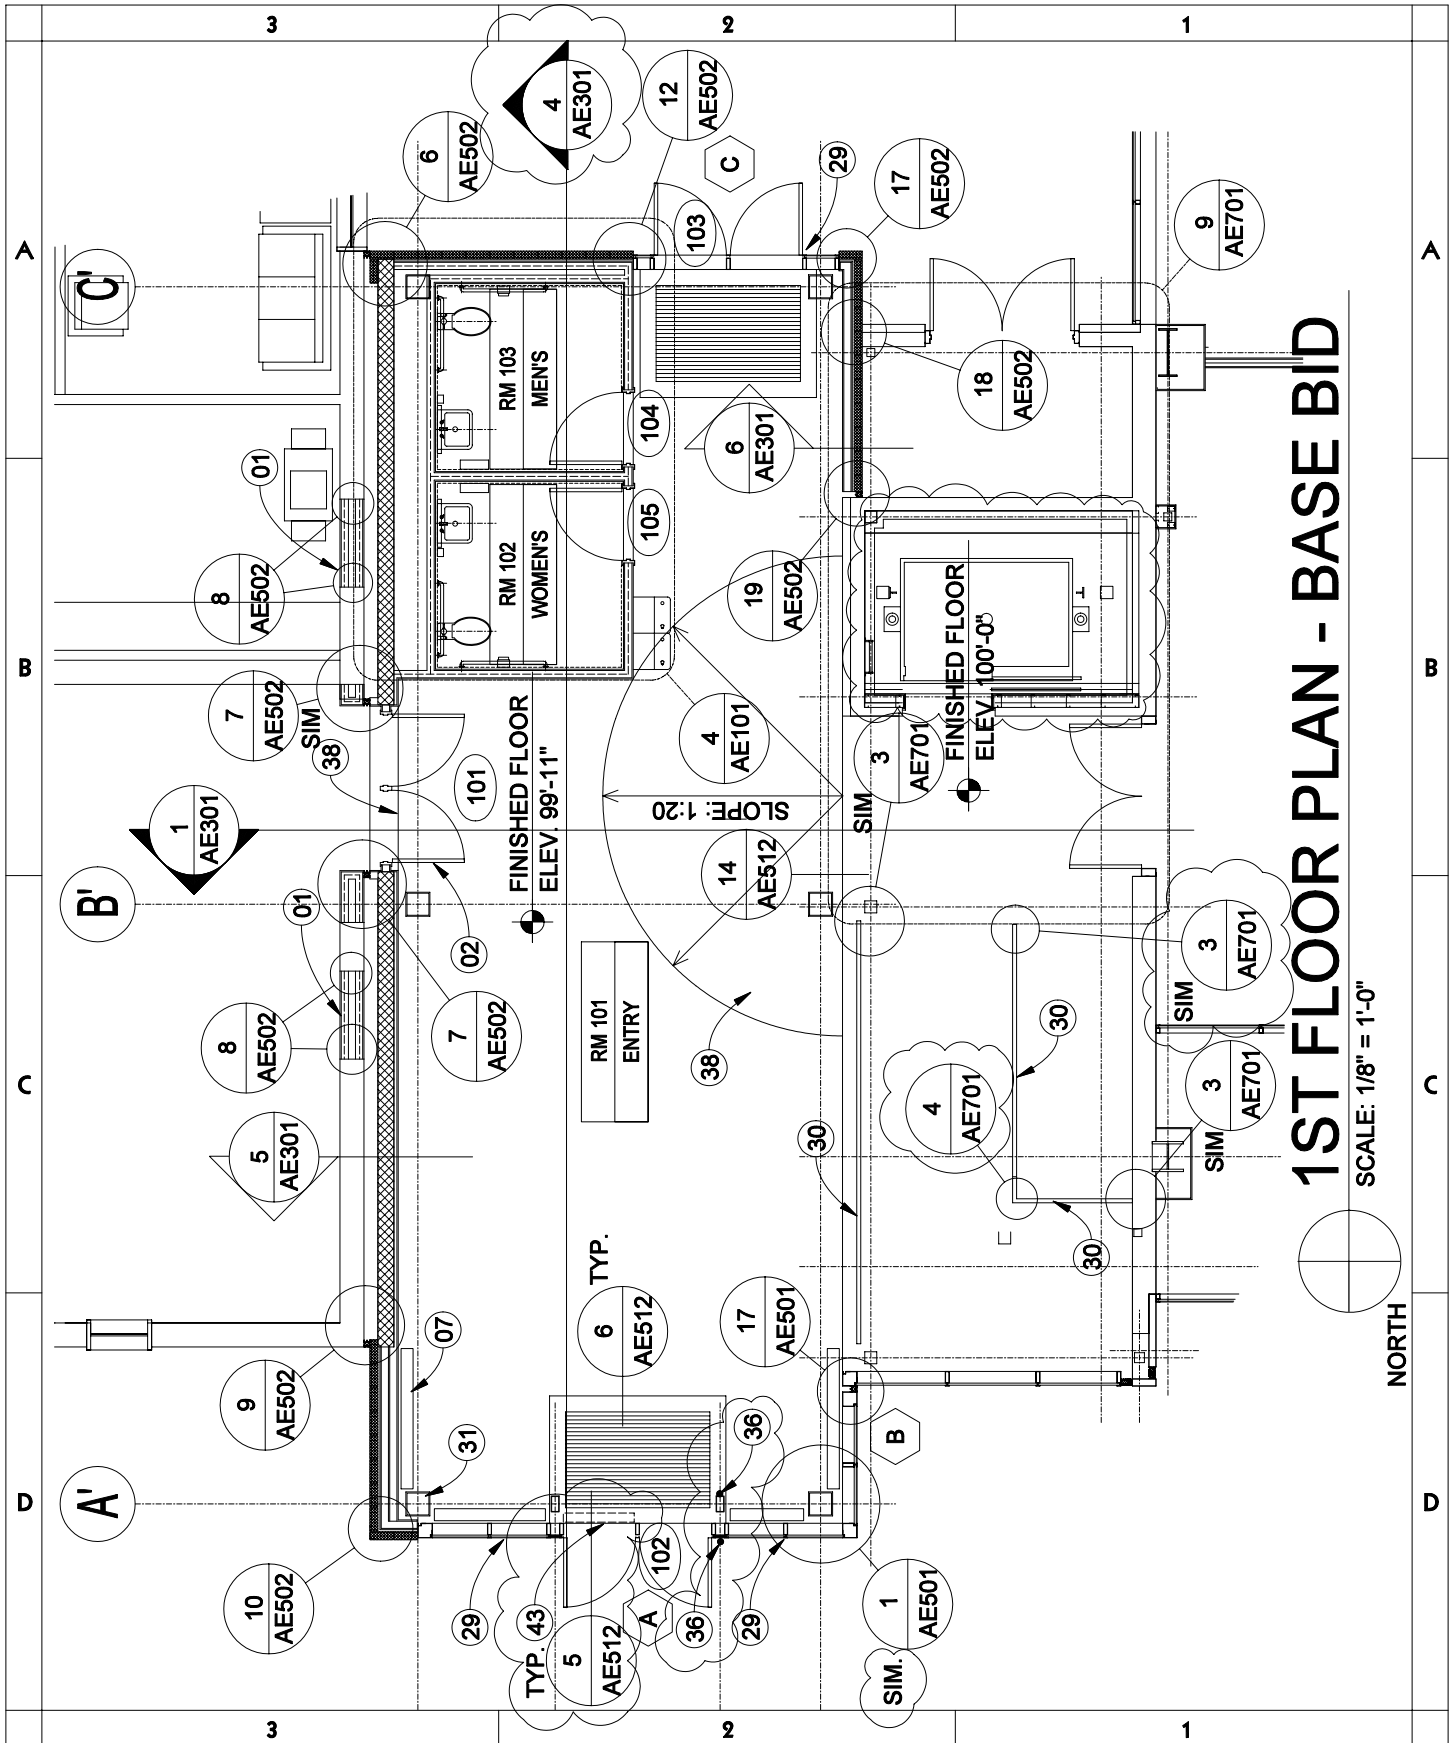 3
2
1
A
A
B
B
C
C
D
D
3
2
1
C'
B'
A'
4
AE301
6
AE502
12
AE502
C
29
17
AE502
9
AE701
103
RM 103
MEN'S
104
18
AE502
6
AE301
01
8
AE502
RM 102
WOMEN'S
105
19
AE502
7
AE502
SIM
38
1
AE301
101
FINISHED FLOOR
ELEV. 99'-11"
4
AE101
SLOPE: 1:20
FINISHED FLOOR
ELEV. 100'-0"
3
AE701
SIM
14
AE512
01
02
8
AE502
7
AE502
RM 101
ENTRY
38
3
AE701
SIM
30
4
AE701
3
AE701
SIM
5
AE301
30
30
9
AE502
07
TYP.
6
AE512
17
AE501
31
36
B
10
AE502
29
43
TYP.
5
AE512
102
A
36
29
1
AE501
SIM.
1ST FLOOR PLAN - BASE BID
SCALE: 1/8" = 1'-0"
NORTH